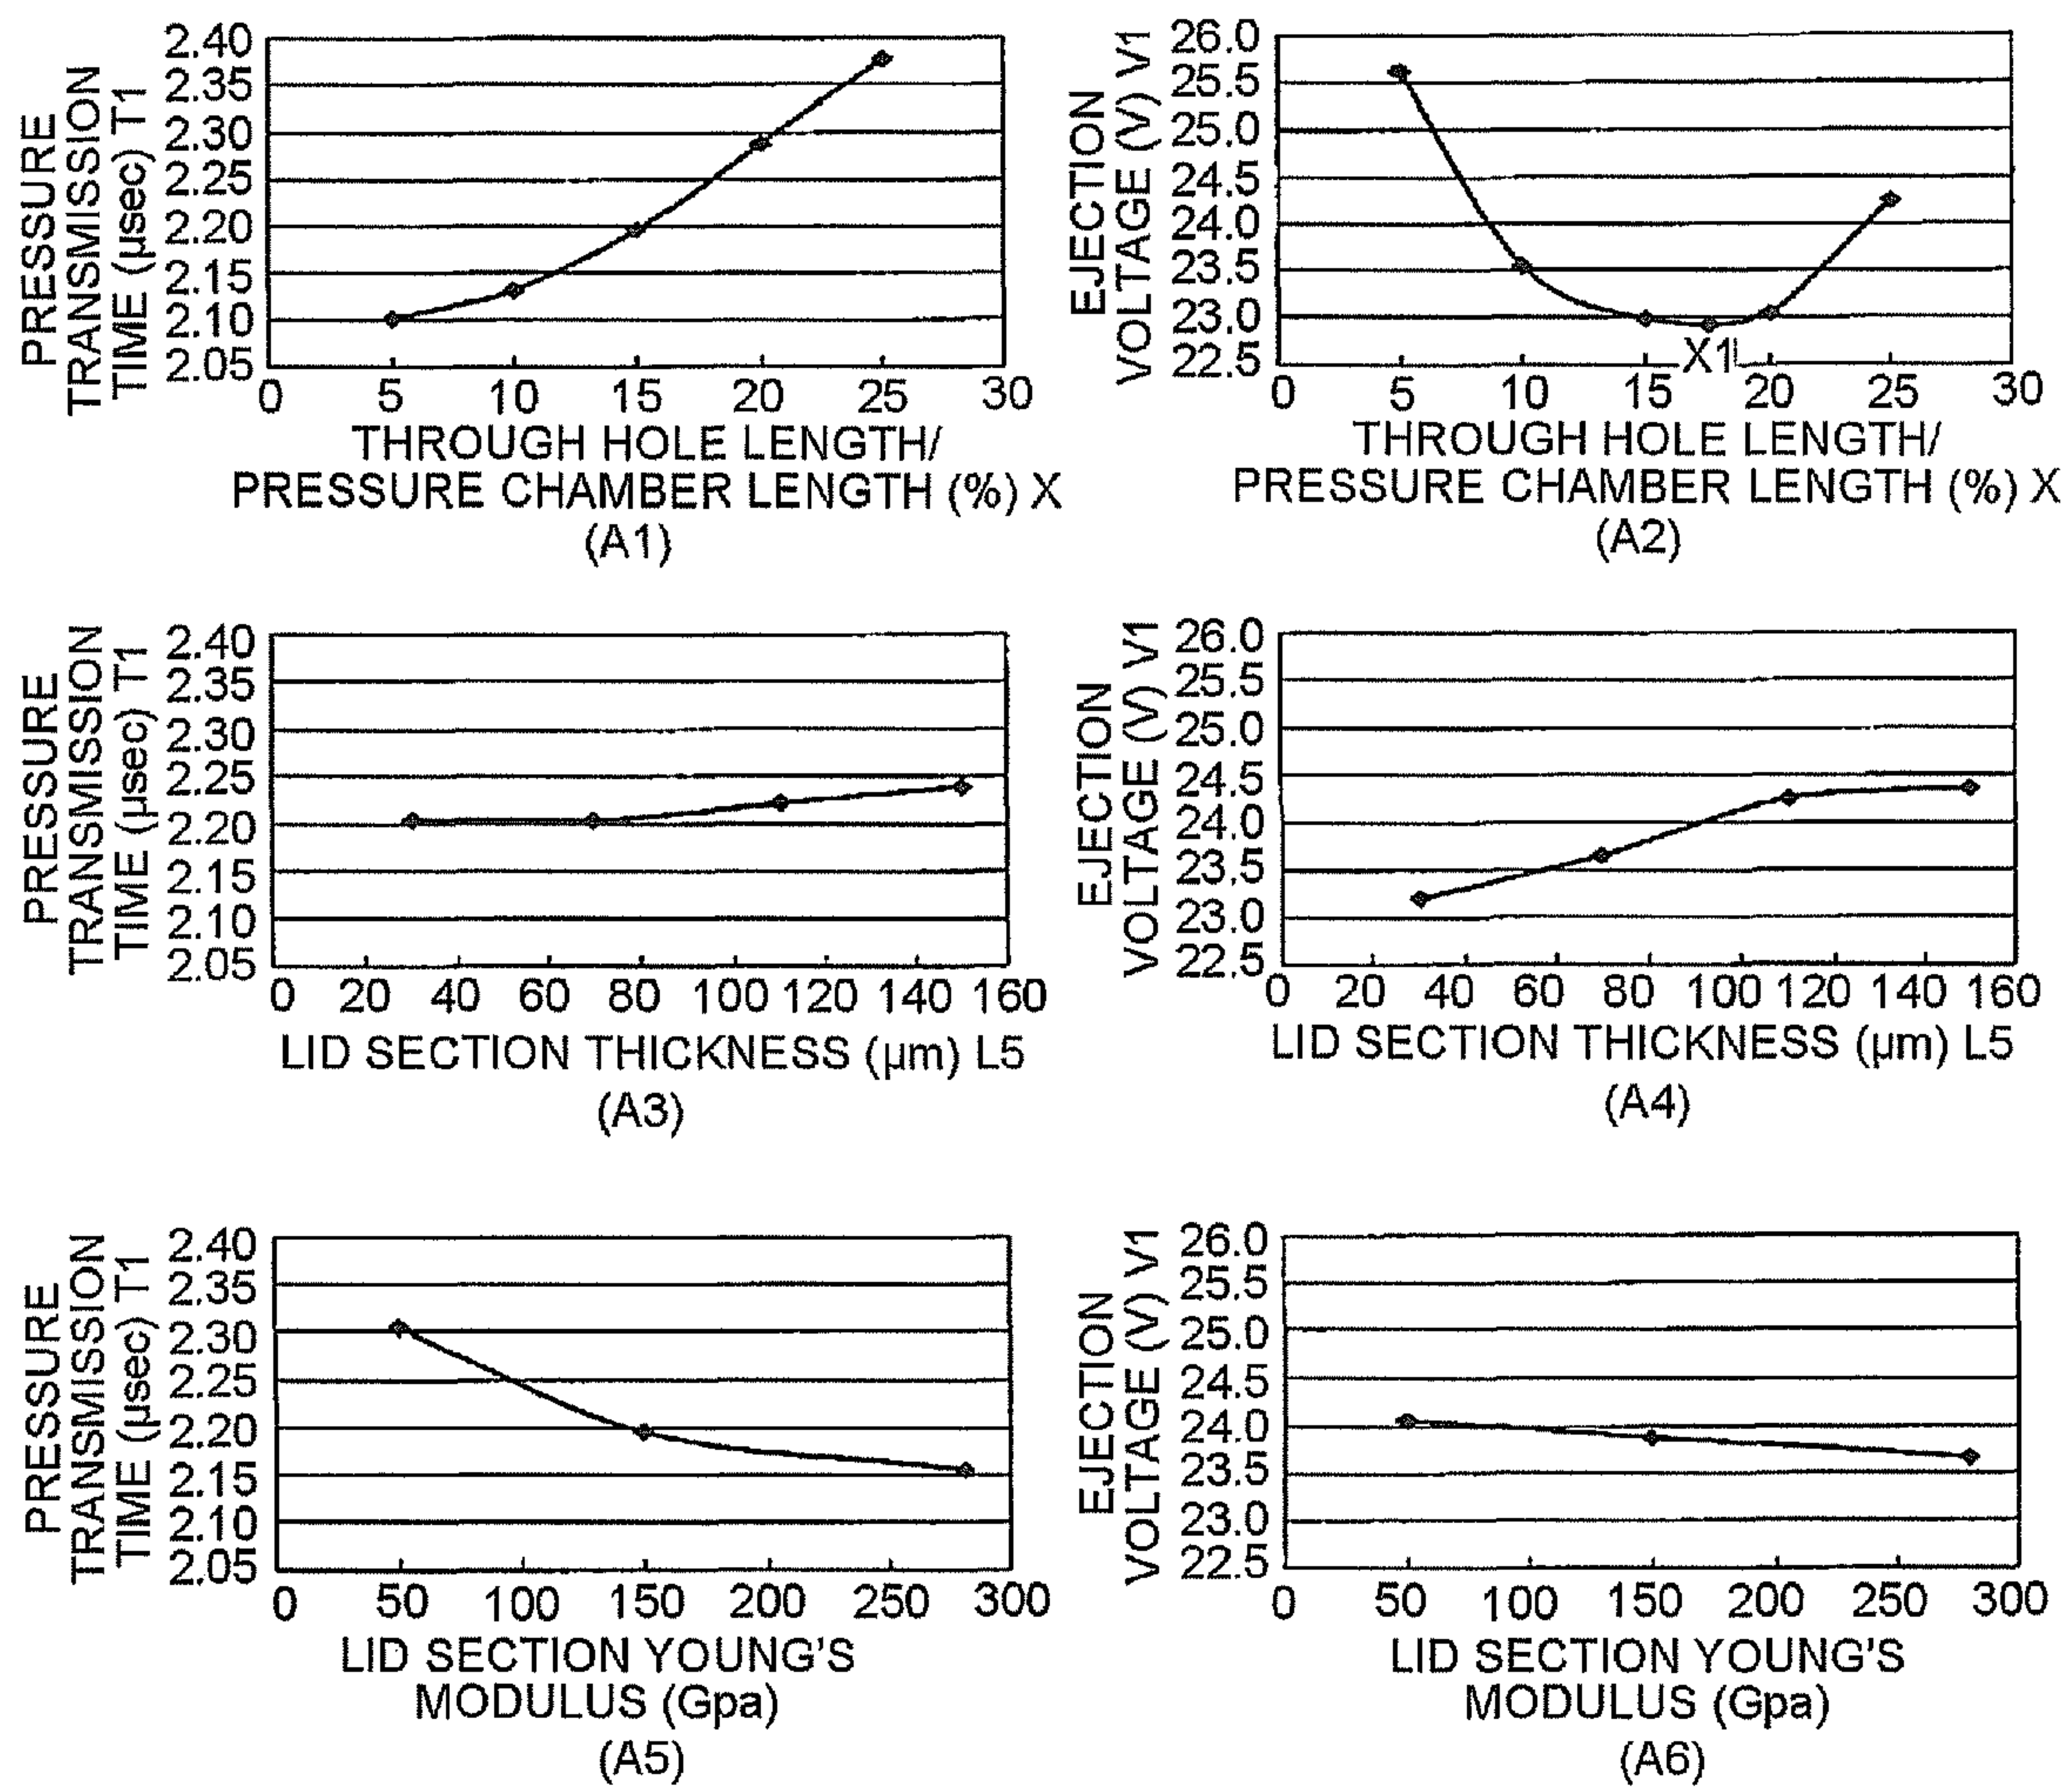 PRESSURE
TRANSMISSION
TIME (µsec) T1
2.40
2.35
2.30
2.25
2.20
2.15
2.10
2.05
0 5 10 15 20 25 30
THROUGH HOLE LENGTH/
PRESSURE CHAMBER LENGTH (%) X
(A1)
EJECTION
VOLTAGE (V) V1
26.0
25.5
25.0
24.5
24.0
23.5
23.0
22.5
X1
0 5 10 15 20 25 30
THROUGH HOLE LENGTH/
PRESSURE CHAMBER LENGTH (%) X
(A2)
PRESSURE
TRANSMISSION
TIME (µsec) T1
2.40
2.35
2.30
2.25
2.20
2.15
2.10
2.05
0 20 40 60 80 100 120 140 160
LID SECTION THICKNESS (µm) L5
(A3)
EJECTION
VOLTAGE (V) V1
26.0
25.5
25.0
24.5
24.0
23.5
23.0
22.5
0 20 40 60 80 100 120 140 160
LID SECTION THICKNESS (µm) L5
(A4)
PRESSURE
TRANSMISSION
TIME (µsec) T1
2.40
2.35
2.30
2.25
2.20
2.15
2.10
2.05
0 50 100 150 200 250 300
LID SECTION YOUNG'S
MODULUS (Gpa)
(A5)
EJECTION
VOLTAGE (V) V1
26.0
25.5
25.0
24.5
24.0
23.5
23.0
22.5
0 50 100 150 200 250 300
LID SECTION YOUNG'S
MODULUS (Gpa)
(A6)